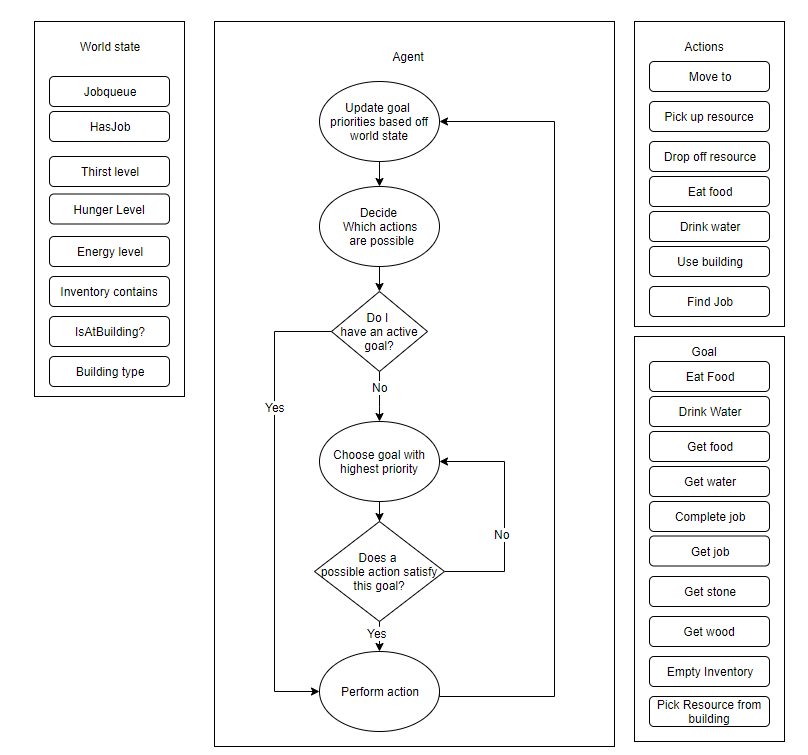 World state
Jobqueue
HasJob
Thirst level
Hunger Level
Energy level
Inventory contains
IsAtBuilding?
Building type
Agent
Update goal
priorities based off
world state
Decide
Which actions
are possible
Do I
have an active
goal?
No
Yes
Choose goal with
highest priority
No
Does a
possible action satisfy
this goal?
Yes
Perform action
Actions
Move to
Pick up resource
Drop off resource
Eat food
Drink water
Use building
Find Job
Goal
Eat Food
Drink Water
Get food
Get water
Complete job
Get job
Get stone
Get wood
Empty Inventory
Pick Resource from
building